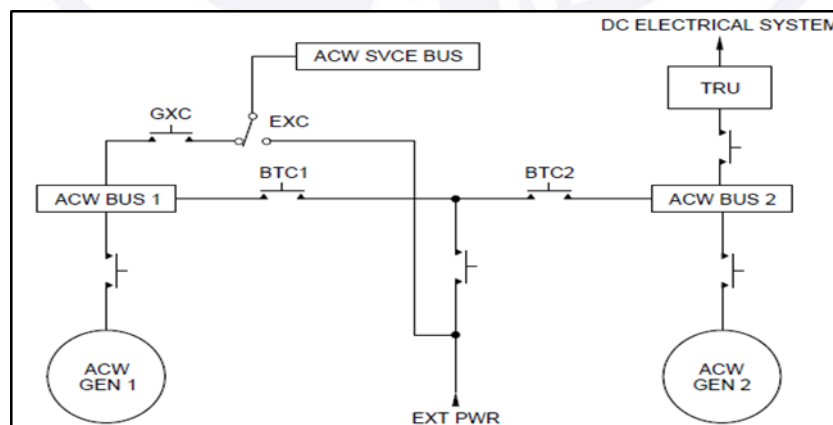 DC ELECTRICAL SYSTEM
ACW SVCE BUS
TRU
GXC
EXC
BTC1
BTC2
ACW BUS 1
ACW BUS 2
ACW
GEN 1
ACW
GEN 2
EXT PWR